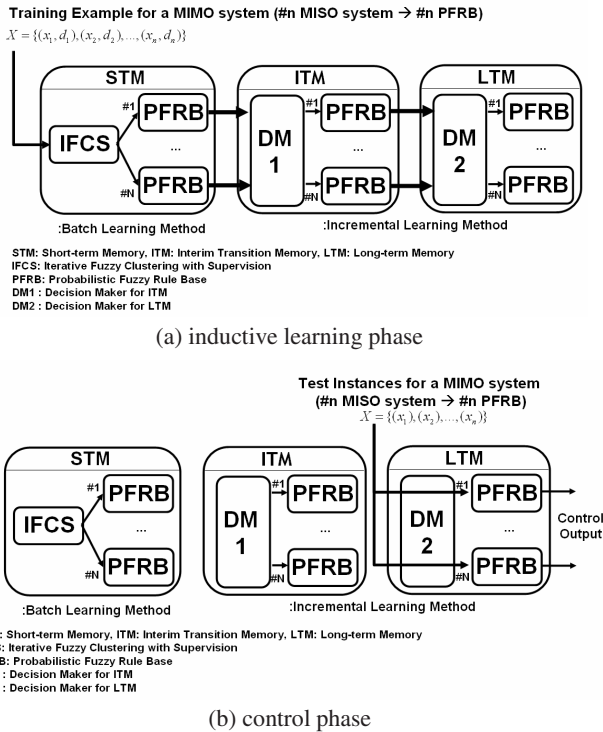 Training Example for a MIMO system (#n MISO system → #n PFRB)
X = {(x₁, d₁),(x₂, d₂),...,(xₙ, dₙ)}
STM
ITM
LTM
IFCS
#1
PFRB
...
#N
PFRB
DM
1
#1
PFRB
...
#N
PFRB
DM
2
#1
PFRB
...
#N
PFRB
:Batch Learning Method
:Incremental Learning Method
STM: Short-term Memory, ITM: Interim Transition Memory, LTM: Long-term Memory
IFCS: Iterative Fuzzy Clustering with Supervision
PFRB: Probabilistic Fuzzy Rule Base
DM1 : Decision Maker for ITM
DM2 : Decision Maker for LTM
(a) inductive learning phase
Test Instances for a MIMO system
(#n MISO system → #n PFRB)
X = {(x₁),(x₂),...,(xₙ)}
STM
ITM
LTM
IFCS
#1
PFRB
...
#N
PFRB
DM
1
#1
PFRB
...
#N
PFRB
DM
2
#1
PFRB
...
#N
PFRB
Control
Output
:Batch Learning Method
:Incremental Learning Method
: Short-term Memory, ITM: Interim Transition Memory, LTM: Long-term Memory
S: Iterative Fuzzy Clustering with Supervision
B: Probabilistic Fuzzy Rule Base
: Decision Maker for ITM
: Decision Maker for LTM
(b) control phase